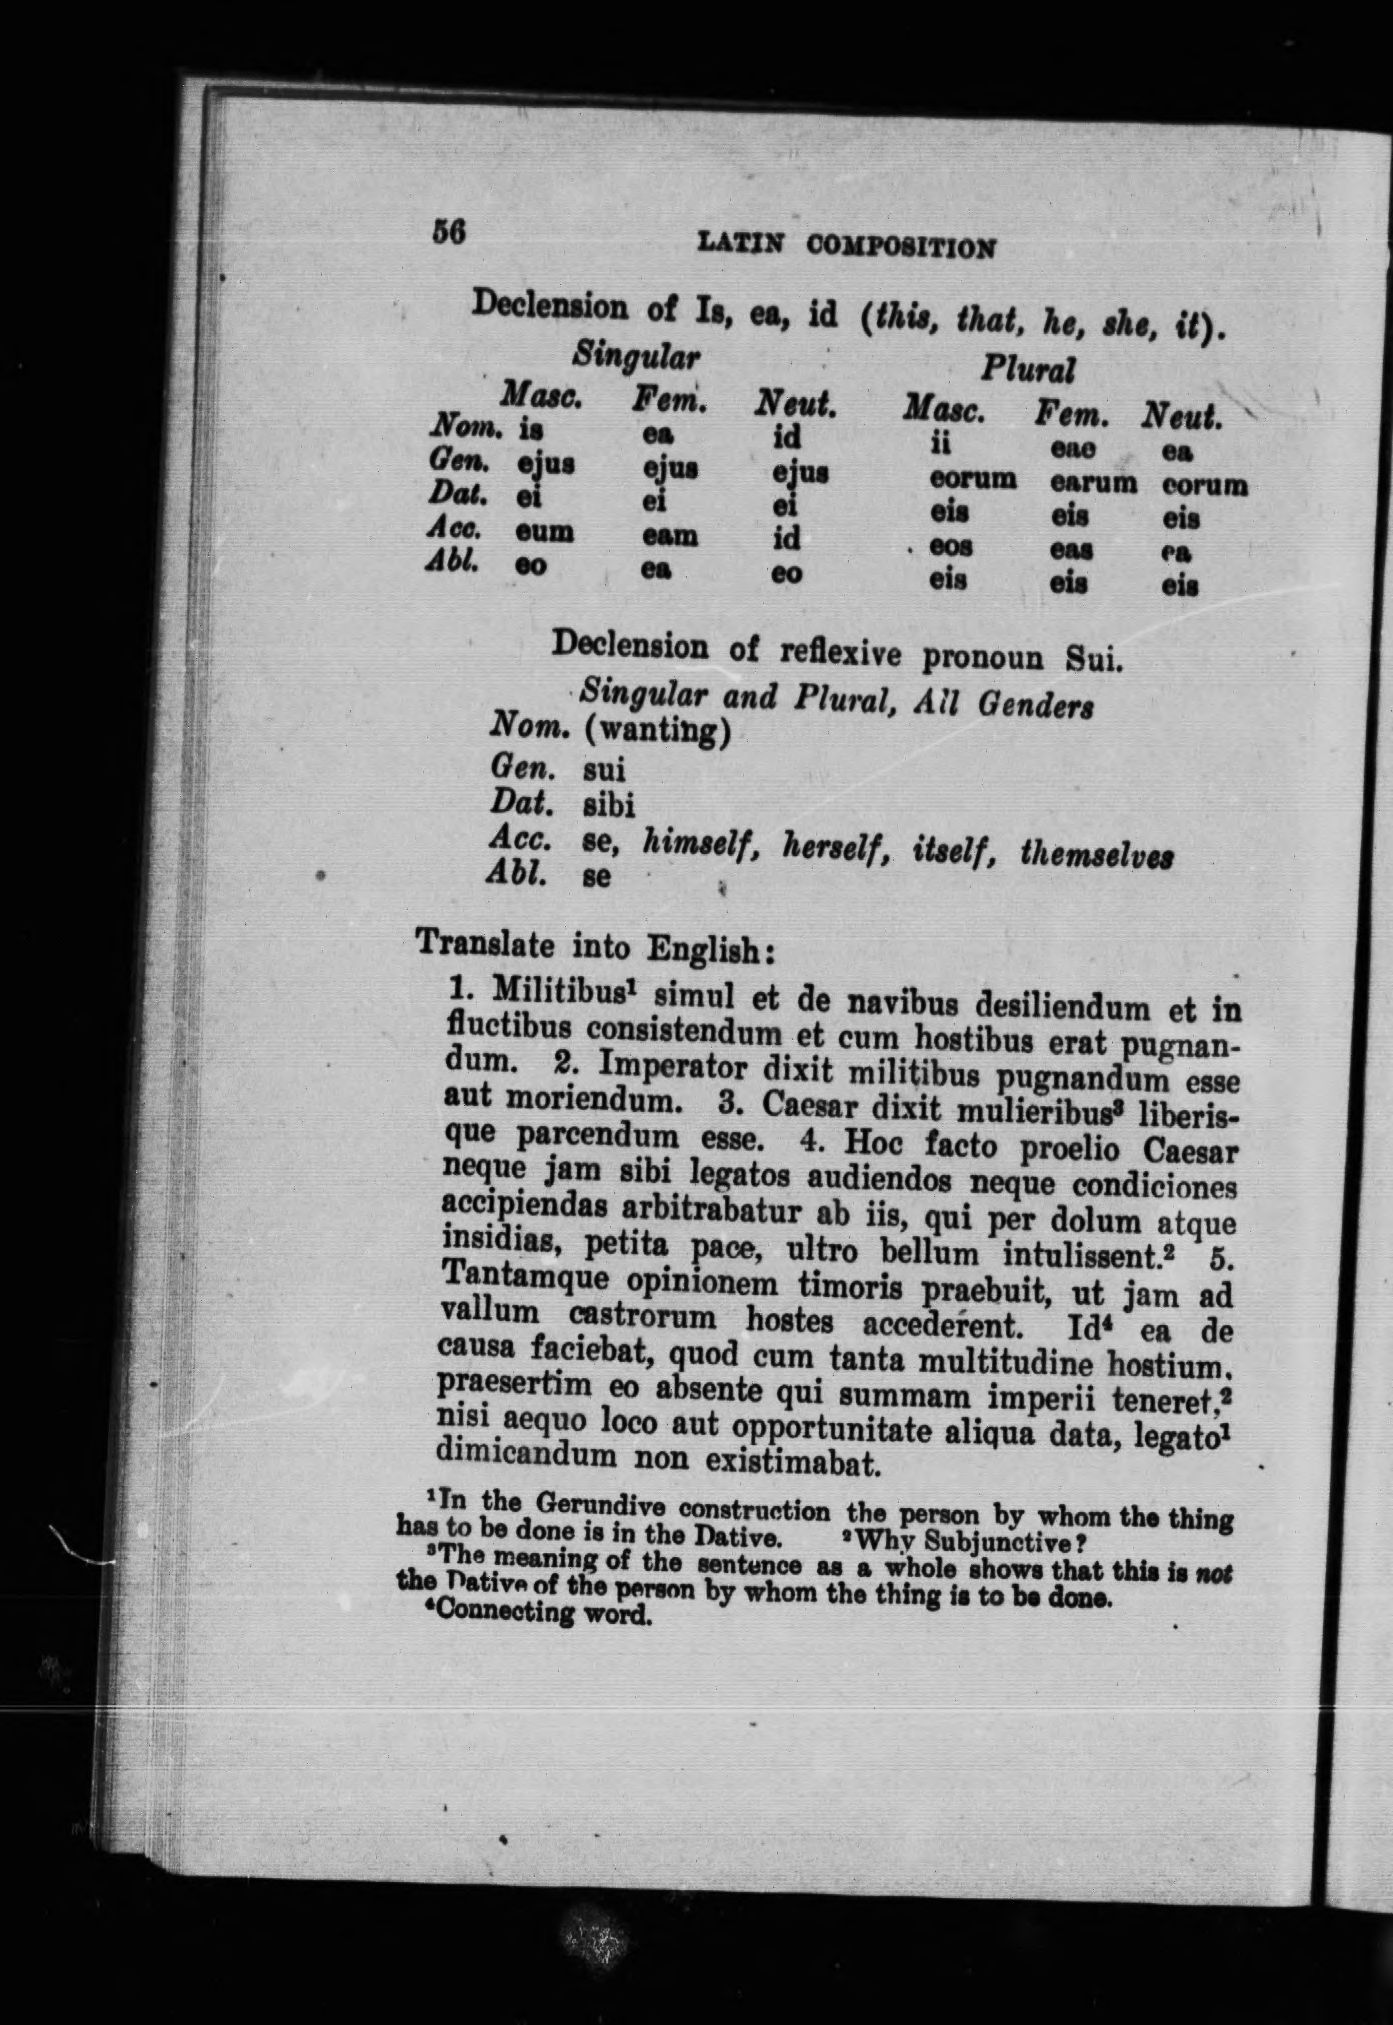 56 LATIN COMPOSITION
Declension of Is, ea, id (this, that, he, she, it).
Singular Plural
Masc. Fem. Neut. Masc. Fem. Neut.
Nom. is ea id ii eae ea
Gen. ejus ejus ejus eorum earum eorum
Dat. ei ei ei eis eis eis
Acc. eum eam id eos eas ea
Abl. eo ea eo eis eis eis
Declension of reflexive pronoun Sui.
Singular and Plural, All Genders
Nom. (wanting)
Gen. sui
Dat. sibi
Acc. se, himself, herself, itself, themselves
Abl. se
Translate into English:
1. Militibus¹ simul et de navibus desiliendum et in
fluctibus consistendum et cum hostibus erat pugnan-
dum. 2. Imperator dixit militibus pugnandum esse
aut moriendum. 3. Caesar dixit mulieribus³ liberis-
que parcendum esse. 4. Hoc facto proelio Caesar
neque jam sibi legatos audiendos neque condiciones
accipiendas arbitrabatur ab iis, qui per dolum atque
insidias, petita pace, ultro bellum intulissent.² 5.
Tantamque opinionem timoris praebuit, ut jam ad
vallum castrorum hostes accederent. Id⁴ ea de
causa faciebat, quod cum tanta multitudine hostium,
praesertim eo absente qui summam imperii teneret,²
nisi aequo loco aut opportunitate aliqua data, legato¹
dimicandum non existimabat.
¹In the Gerundive construction the person by whom the thing
has to be done is in the Dative. ²Why Subjunctive?
³The meaning of the sentence as a whole shows that this is not
the Dative of the person by whom the thing is to be done.
⁴Connecting word.